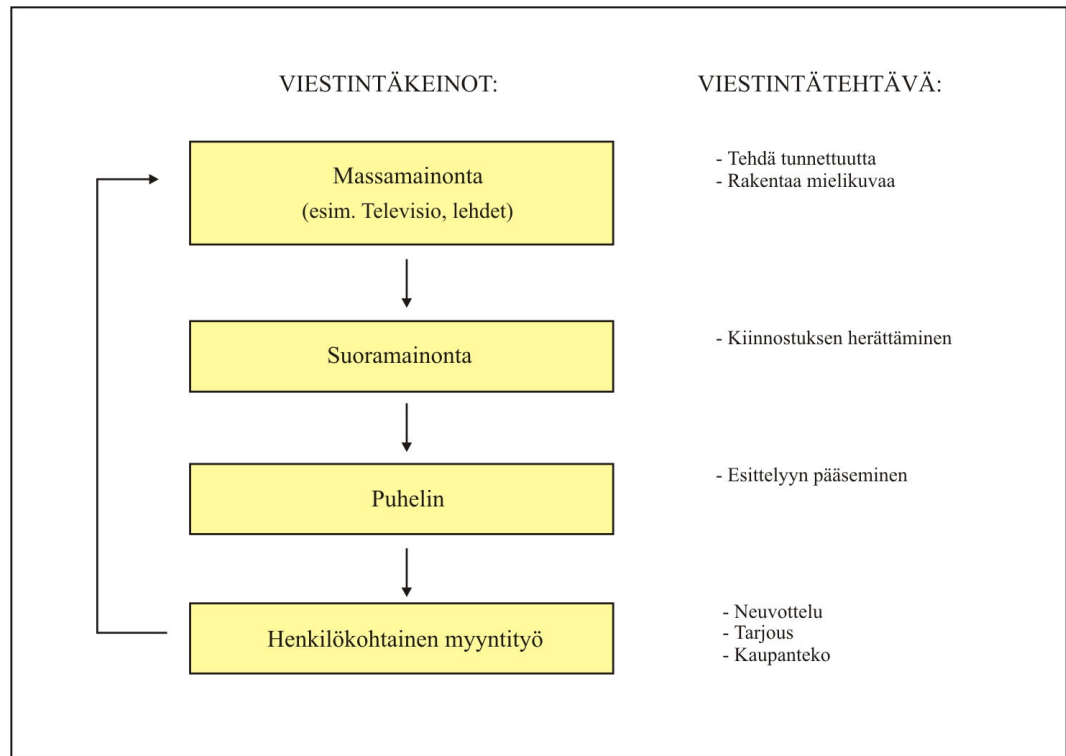 VIESTINTÄKEINOT:
VIESTINTÄTEHTÄVÄ:
Massamainonta
(esim. Televisio, lehdet)
- Tehdä tunnettuutta
- Rakentaa mielikuvaa
Suoramainonta
- Kiinnostuksen herättäminen
Puhelin
- Esittelyyn pääseminen
Henkilökohtainen myyntityö
- Neuvottelu
- Tarjous
- Kaupanteko